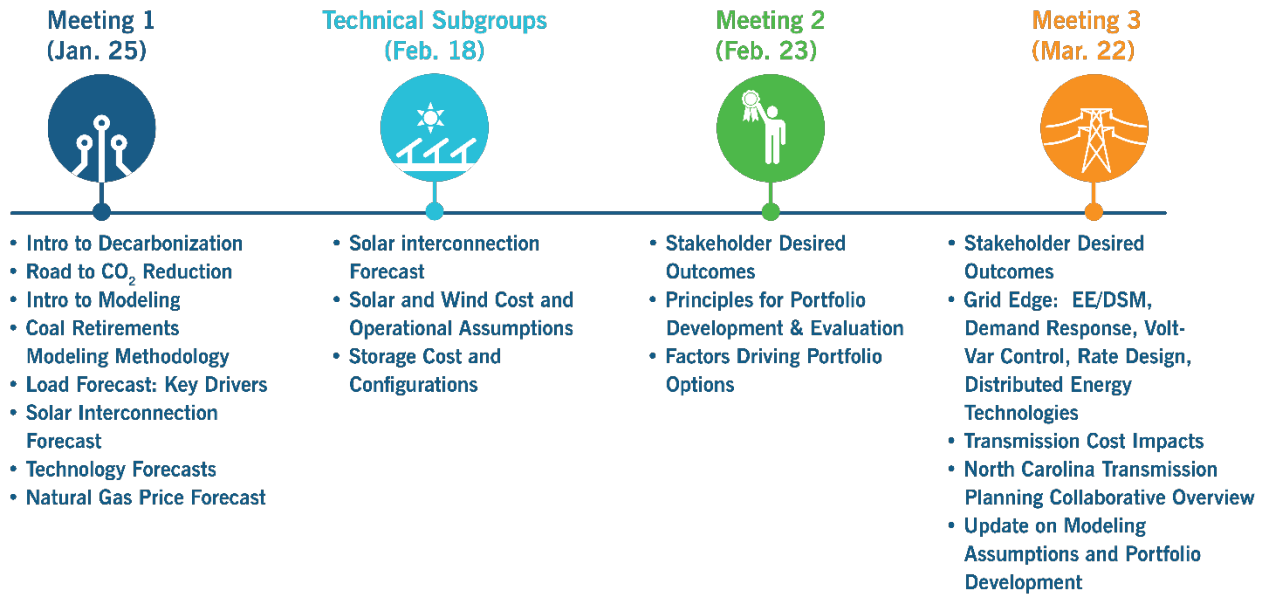 Meeting 1
(Jan. 25)
• Intro to Decarbonization
• Road to CO₂ Reduction
• Intro to Modeling
• Coal Retirements
Modeling Methodology
• Load Forecast: Key Drivers
• Solar Interconnection
Forecast
• Technology Forecasts
• Natural Gas Price Forecast
Technical Subgroups
(Feb. 18)
• Solar interconnection
Forecast
• Solar and Wind Cost and
Operational Assumptions
• Storage Cost and
Configurations
Meeting 2
(Feb. 23)
• Stakeholder Desired
Outcomes
• Principles for Portfolio
Development & Evaluation
• Factors Driving Portfolio
Options
Meeting 3
(Mar. 22)
• Stakeholder Desired
Outcomes
• Grid Edge: EE/DSM,
Demand Response, Volt-
Var Control, Rate Design,
Distributed Energy
Technologies
• Transmission Cost Impacts
• North Carolina Transmission
Planning Collaborative Overview
• Update on Modeling
Assumptions and Portfolio
Development